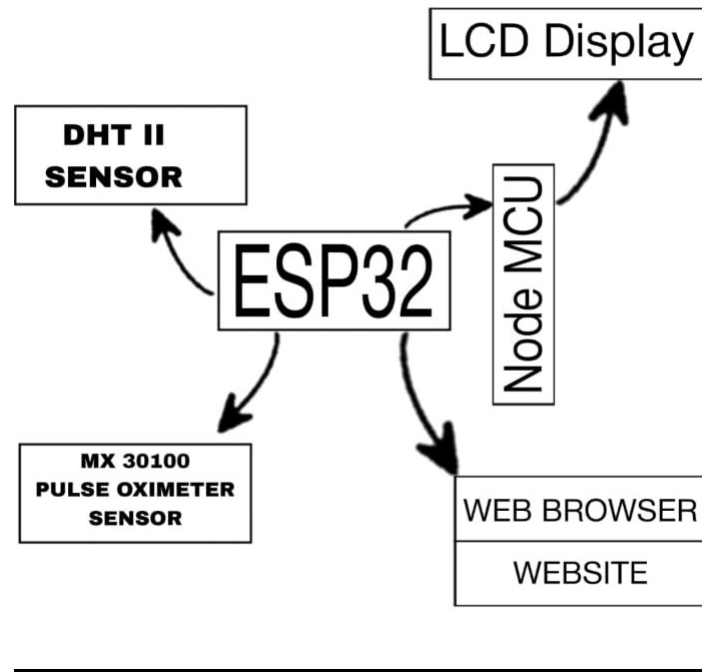 LCD Display
DHT II
SENSOR
ESP32
Node MCU
MX 30100
PULSE OXIMETER
SENSOR
WEB BROWSER
WEBSITE